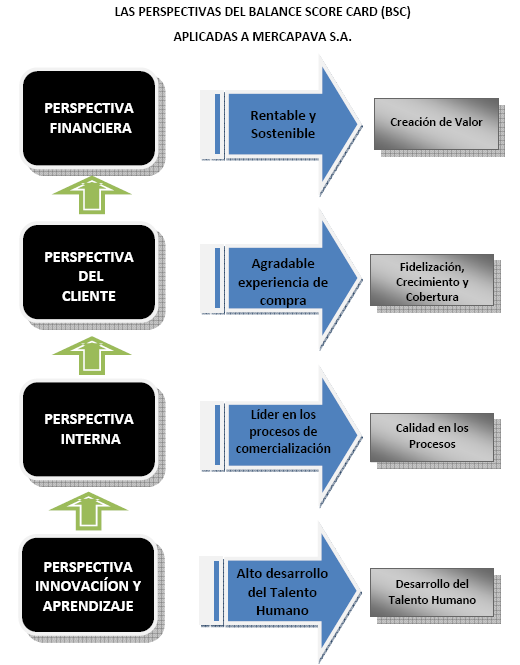 LAS PERSPECTIVAS DEL BALANCE SCORE CARD (BSC)
APLICADAS A MERCAPAVA S.A.
PERSPECTIVA
FINANCIERA
Rentable y
Sostenible
Creación de Valor
PERSPECTIVA
DEL
CLIENTE
Agradable
experiencia de
compra
Fidelización,
Crecimiento y
Cobertura
PERSPECTIVA
INTERNA
Líder en los
procesos de
comercialización
Calidad en los
Procesos
PERSPECTIVA
INNOVACIÍON Y
APRENDIZAJE
Alto desarrollo
del Talento
Humano
Desarrollo del
Talento Humano